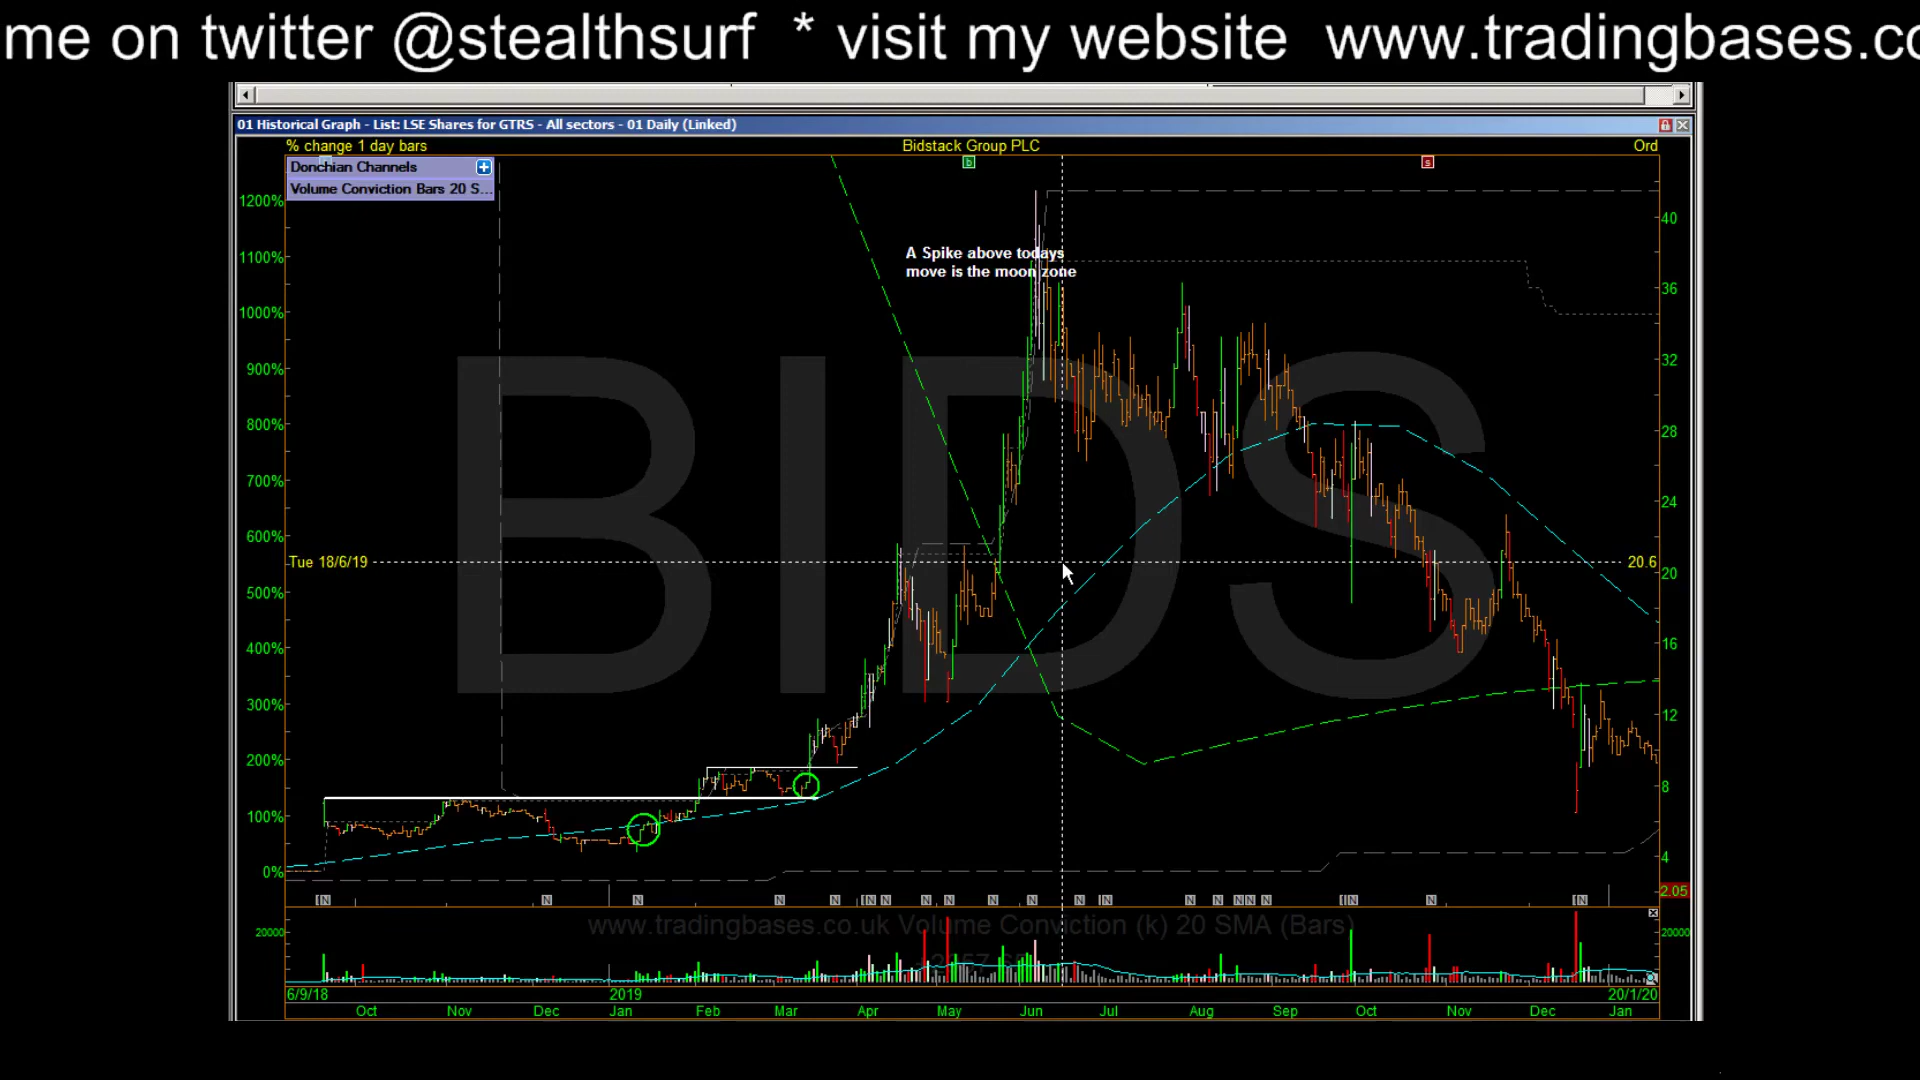 me on twitter @stealthsurf * visit my website www.tradingbases.co
01 Historical Graph - List: LSE Shares for GTRS - All sectors - 01 Daily (Linked)
% change 1 day bars
Bidstack Group PLC
Ord
Donchian Channels
Volume Conviction Bars 20 S...
b
s
A Spike above todays
move is the moon zone
BIDS
1200%
1100%
1000%
900%
800%
700%
600%
500%
400%
300%
200%
100%
0%
40
36
32
28
24
20
16
12
8
4
Tue 18/6/19
20.6
2.05
N N N N N N N N N N N N N N N N N N N N N N
www.tradingbases.co.uk Volume Conviction (k) 20 SMA (Bars)
20000
20000
6/9/18
2019
20/1/20
Oct Nov Dec Jan Feb Mar Apr May Jun Jul Aug Sep Oct Nov Dec Jan